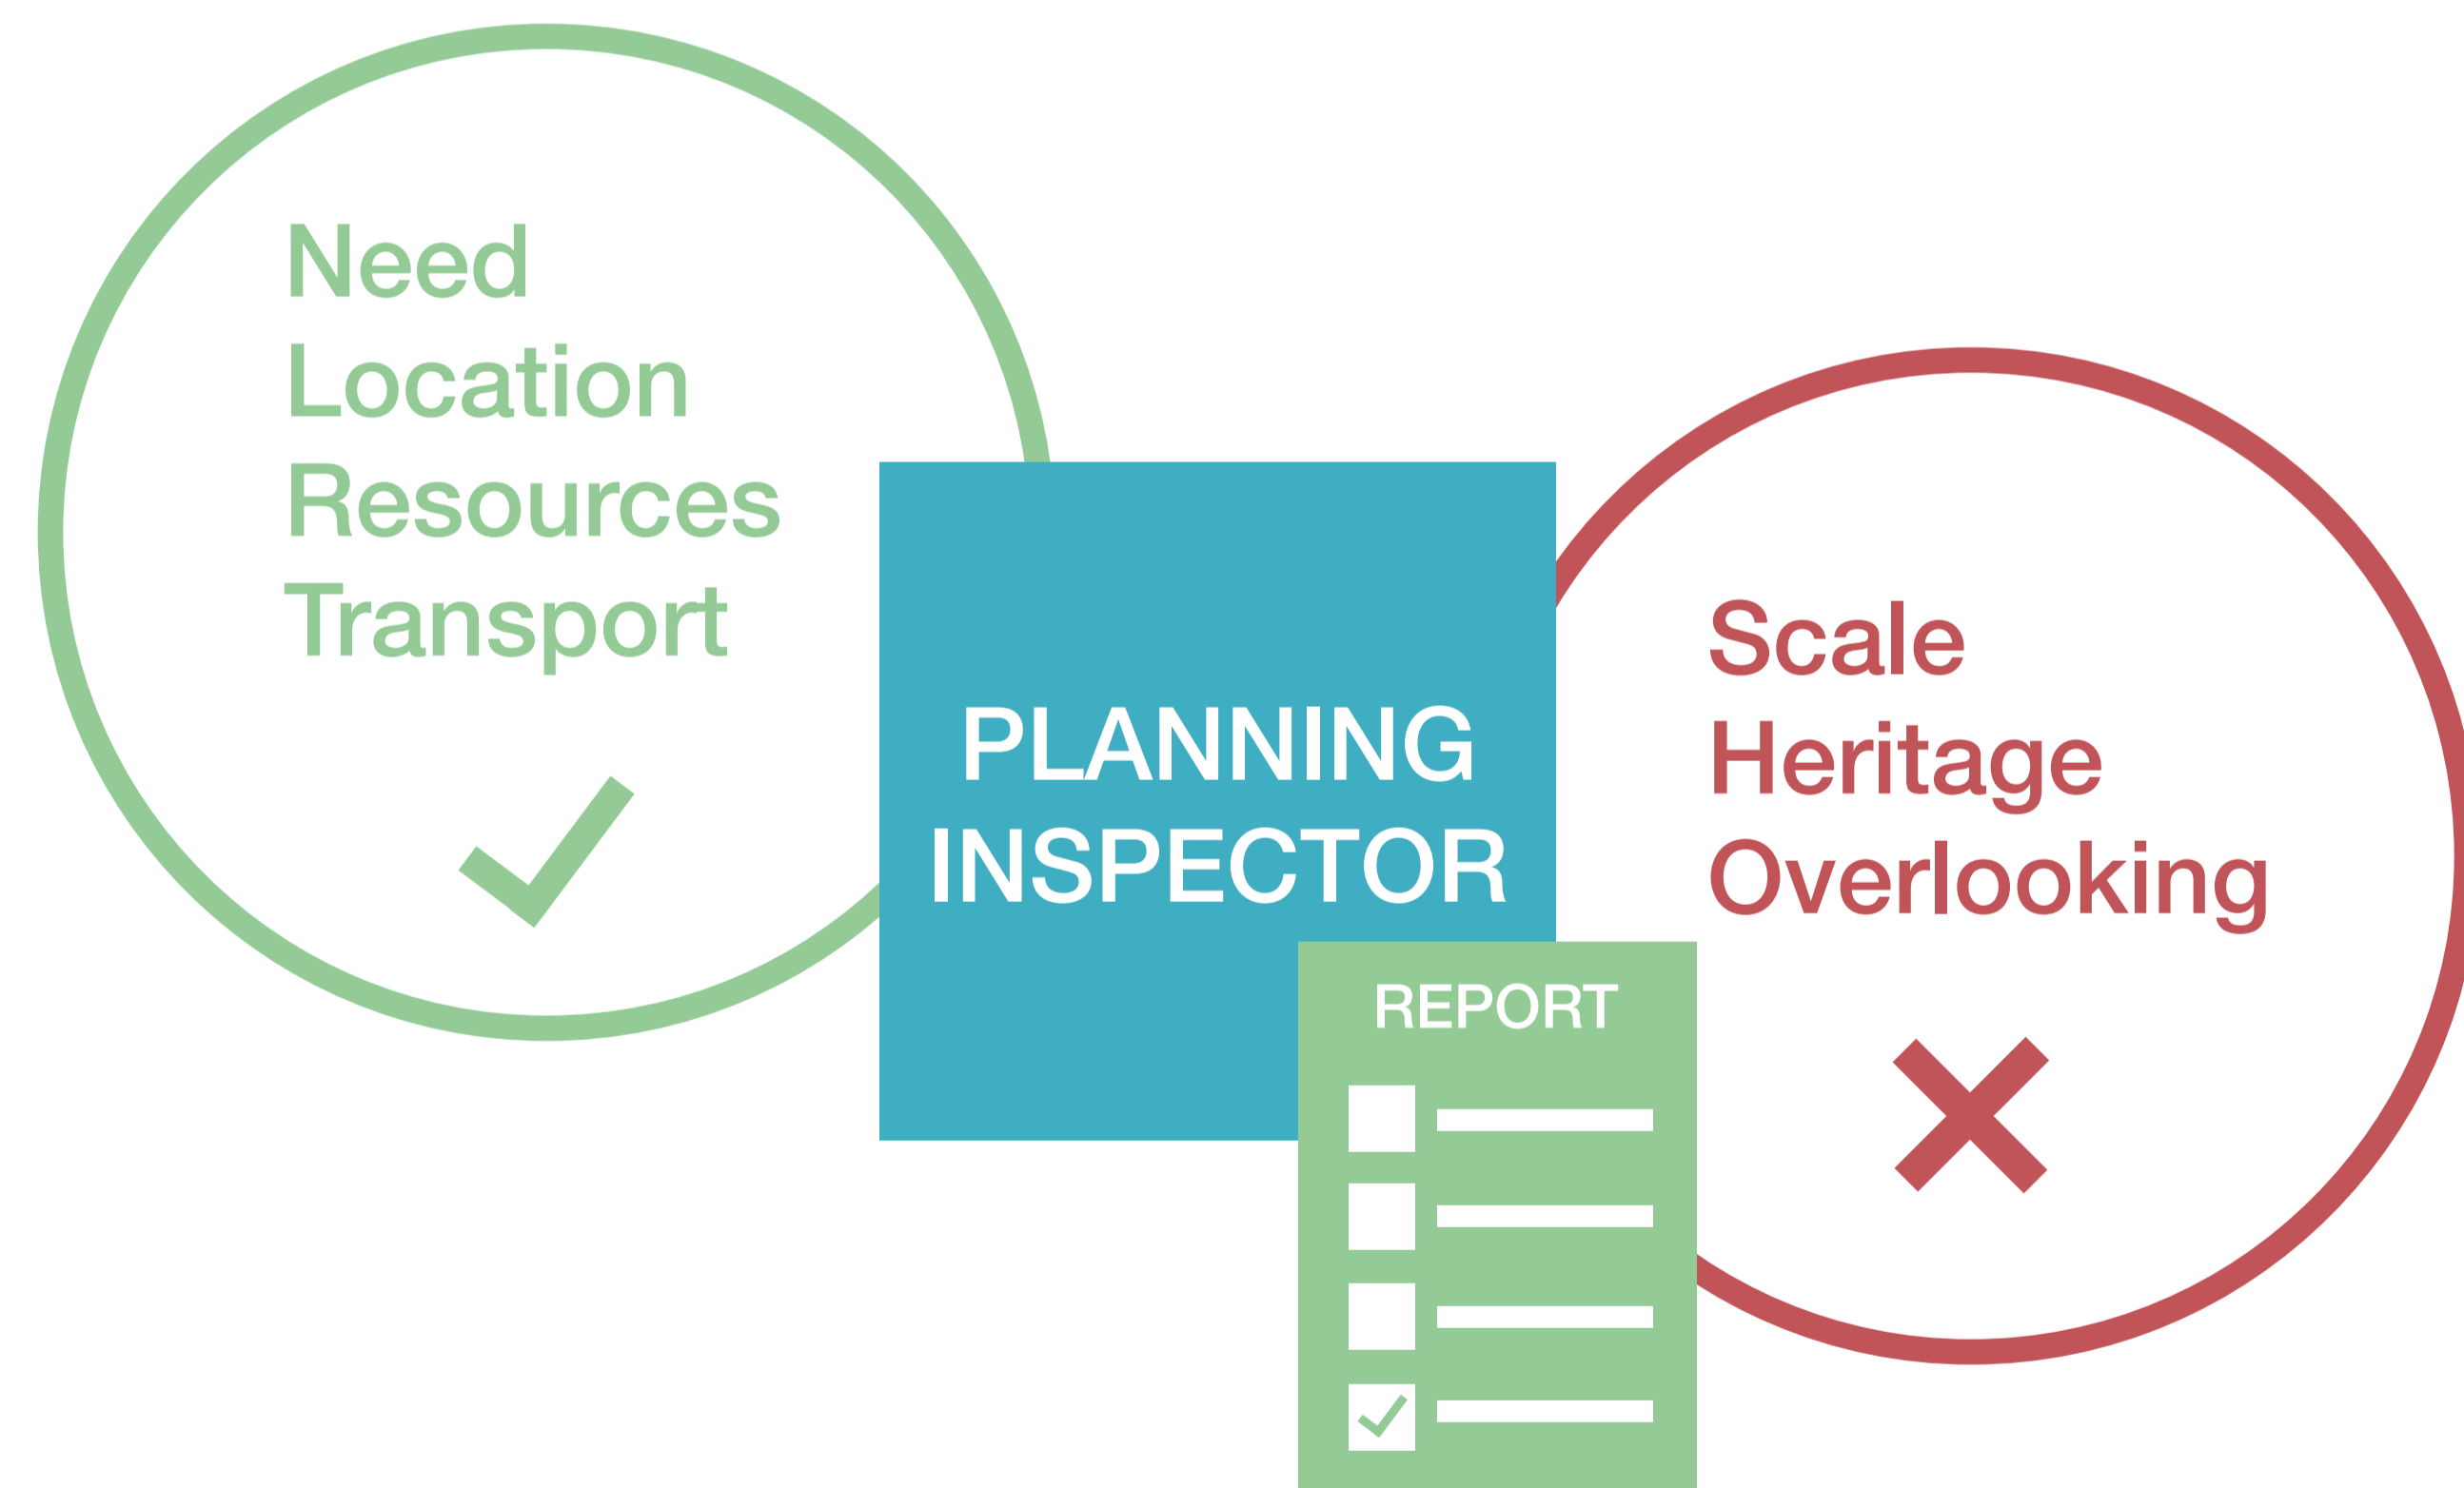 Need
Location
Resources
Transport
PLANNING
INSPECTOR
REPORT
Scale
Heritage
Overlooking